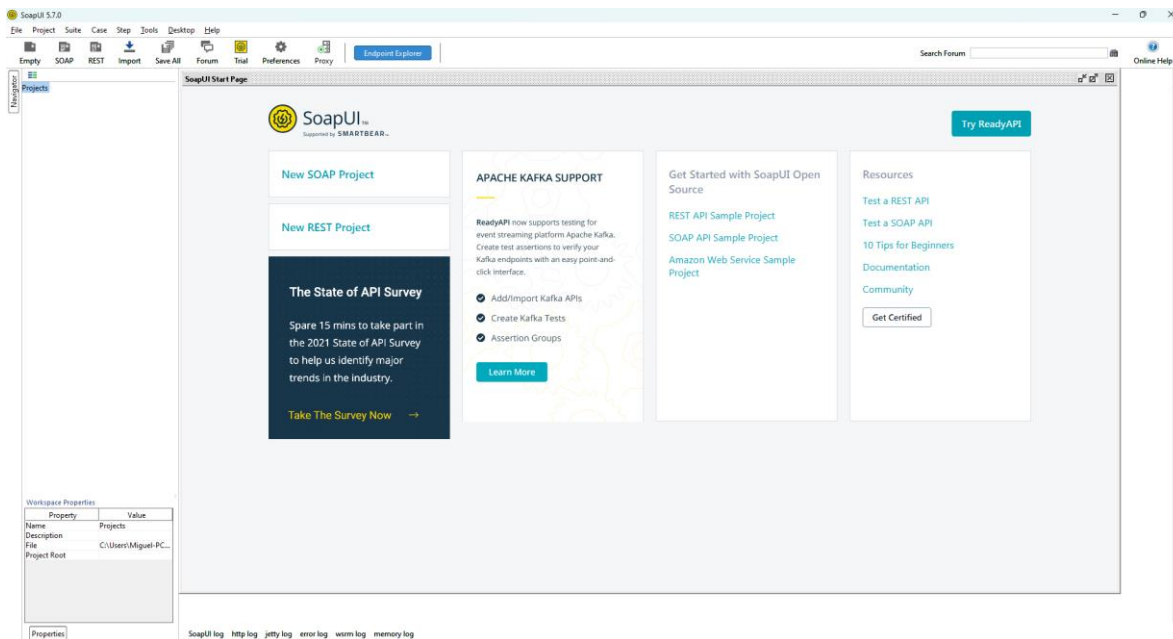 SoapUI 5.7.0
File Project Suite Case Step Tools Desktop Help
Empty SOAP REST Import Save All Forum Trial Preferences Proxy
Endpoint Explorer
Search Forum
Online Help
Navigator
Projects
SoapUI Start Page
SoapUI™
Supported by SMARTBEAR™
Try ReadyAPI
New SOAP Project
New REST Project
The State of API Survey
Spare 15 mins to take part in
the 2021 State of API Survey
to help us identify major
trends in the industry.
Take The Survey Now →
APACHE KAFKA SUPPORT
ReadyAPI now supports testing for
event streaming platform Apache Kafka.
Create test assertions to verify your
Kafka endpoints with an easy point-and-
click interface.
Add/Import Kafka APIs
Create Kafka Tests
Assertion Groups
Learn More
Get Started with SoapUI Open
Source
REST API Sample Project
SOAP API Sample Project
Amazon Web Service Sample
Project
Resources
Test a REST API
Test a SOAP API
10 Tips for Beginners
Documentation
Community
Get Certified
Workspace Properties
Property Value
Name Projects
Description
File C:\Users\Miguel-PC...
Project Root
Properties
SoapUI log http log jetty log error log wsrm log memory log